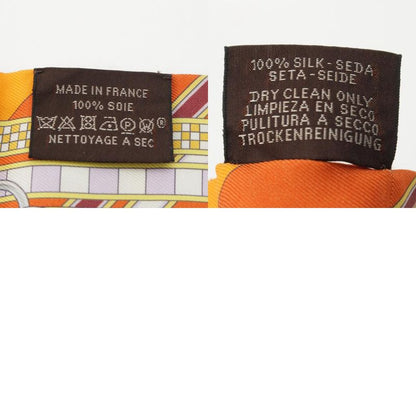 MADE IN FRANCE
100% SOIE
NETTOYAGE À SEC
100% SILK-SEDA
SETA-SEIDE
DRY CLEAN ONLY
LIMPIEZA EN SECO
PULITURA A SECCO
TROCKENREINIGUNG